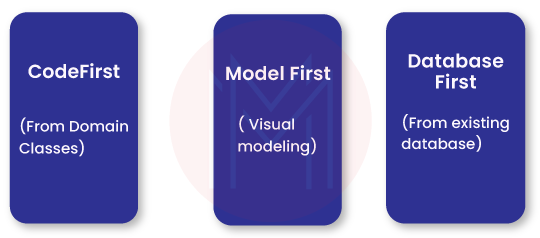 CodeFirst
(From Domain
Classes)
Model First
( Visual
modeling)
Database
First
(From existing
database)